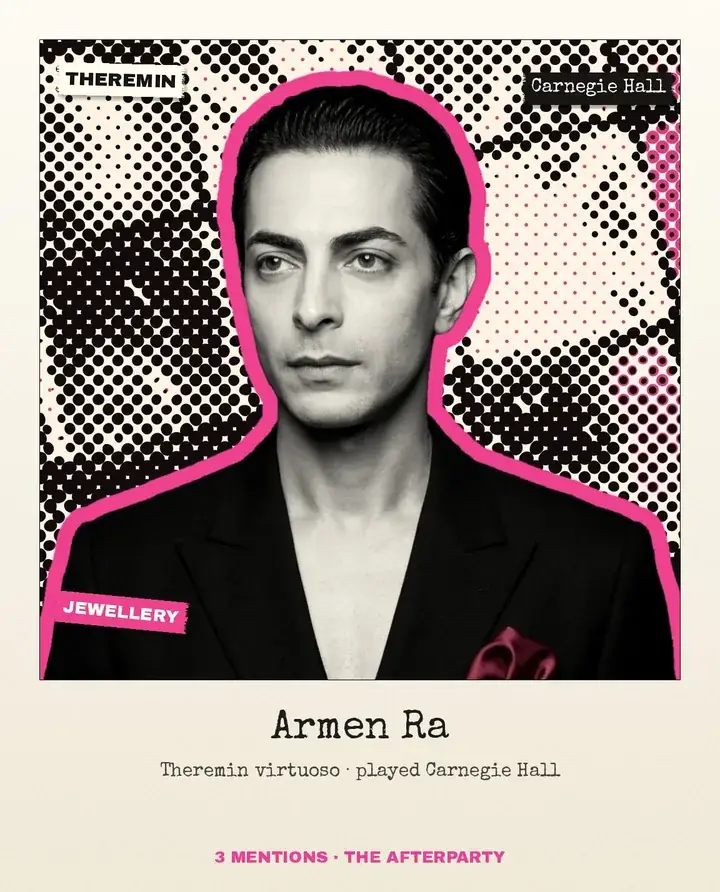 THEREMIN
Carnegie Hall
JEWELLERY
Armen Ra
Theremin virtuoso · played Carnegie Hall
3 MENTIONS · THE AFTERPARTY